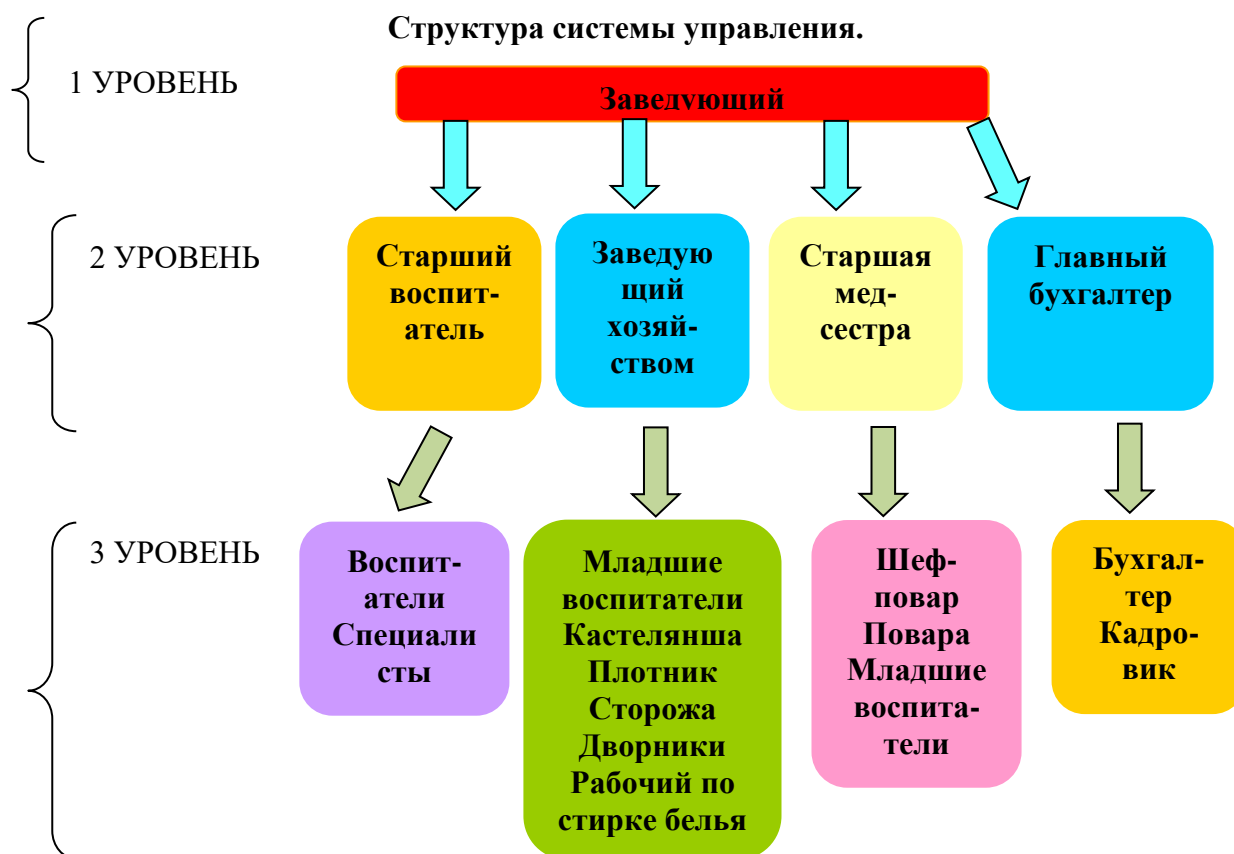 Структура системы управления.
1 УРОВЕНЬ
Заведующий
2 УРОВЕНЬ
Старший
воспит-
атель
Заведую
щий
хозяй-
ством
Старшая
мед-
сестра
Главный
бухгалтер
3 УРОВЕНЬ
Воспит-
атели
Специали
сты
Младшие
воспитатели
Кастелянша
Плотник
Сторожа
Дворники
Рабочий по
стирке белья
Шеф-
повар
Повара
Младшие
воспита-
тели
Бухгал-
тер
Кадро-
вик